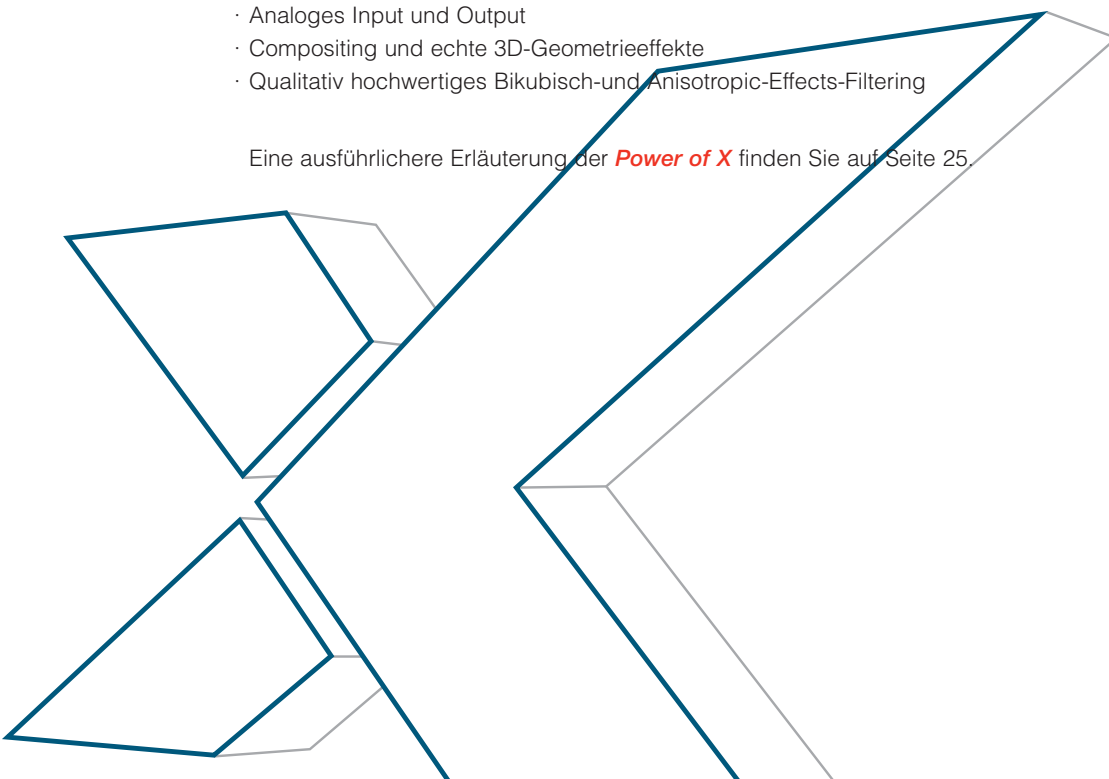 · Analoges Input und Output
· Compositing und echte 3D-Geometrieeffekte
· Qualitativ hochwertiges Bikubisch-und Anisotropic-Effects-Filtering
Eine ausführlichere Erläuterung der Power of X finden Sie auf Seite 25.